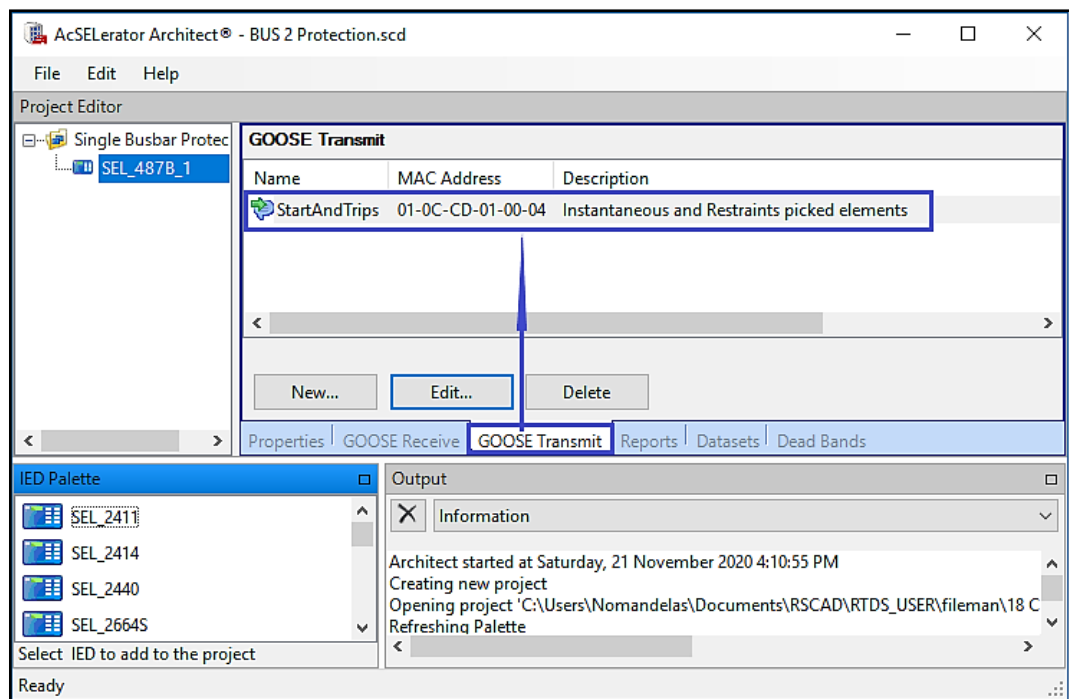 AcSELerator Architect® - BUS 2 Protection.scd
File Edit Help
Project Editor
Single Busbar Protec
SEL_487B_1
GOOSE Transmit
Name MAC Address Description
StartAndTrips 01-0C-CD-01-00-04 Instantaneous and Restraints picked elements
New... Edit... Delete
Properties GOOSE Receive GOOSE Transmit Reports Datasets Dead Bands
IED Palette
SEL_2411
SEL_2414
SEL_2440
SEL_2664S
Select IED to add to the project
Output
Information
Architect started at Saturday, 21 November 2020 4:10:55 PM
Creating new project
Opening project 'C:\Users\Nomandelas\Documents\RSCAD\RTDS_USER\fileman\18 C
Refreshing Palette
Ready